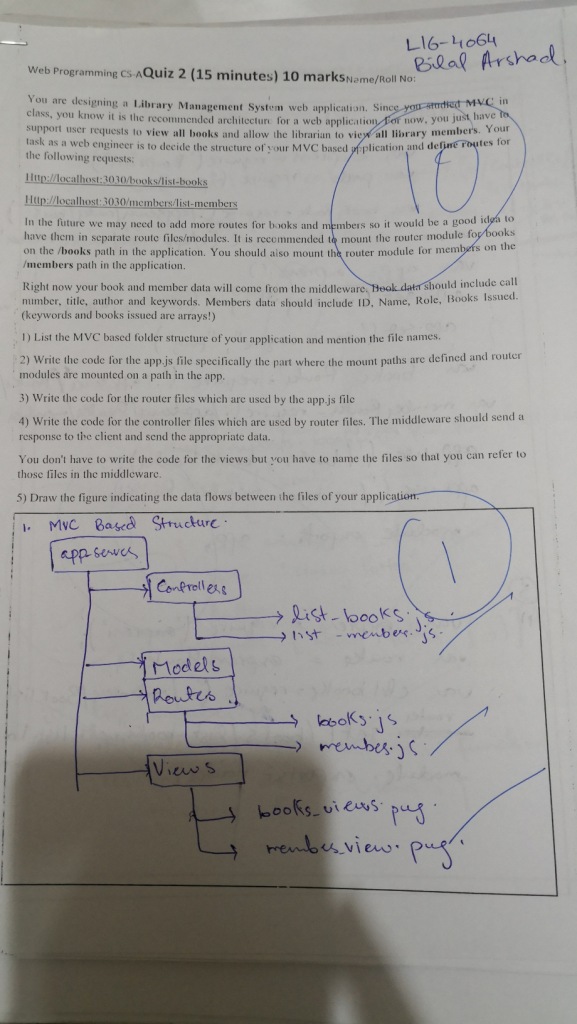 L16-4064
Bilal Arshad.
Web Programming CS-A Quiz 2 (15 minutes) 10 marks Name/Roll No:
10
You are designing a Library Management System web application. Since you studied MVC in
class, you know it is the recommended architecture for a web application. For now, you just have to
support user requests to view all books and allow the librarian to view all library members. Your
task as a web engineer is to decide the structure of your MVC based application and define routes for
the following requests:
Http://localhost:3030/books/list-books
Http://localhost:3030/members/list-members
In the future we may need to add more routes for books and members so it would be a good idea to
have them in separate route files/modules. It is recommended to mount the router module for books
on the /books path in the application. You should also mount the router module for members on the
/members path in the application.
Right now your book and member data will come from the middleware. Book data should include call
number, title, author and keywords. Members data should include ID, Name, Role, Books Issued.
(keywords and books issued are arrays!)
1) List the MVC based folder structure of your application and mention the file names.
2) Write the code for the app.js file specifically the part where the mount paths are defined and router
modules are mounted on a path in the app.
3) Write the code for the router files which are used by the app.js file
4) Write the code for the controller files which are used by router files. The middleware should send a
response to the client and send the appropriate data.
You don't have to write the code for the views but you have to name the files so that you can refer to
those files in the middleware.
5) Draw the figure indicating the data flows between the files of your application.
1. MVC Based Structure.
1
Controllers
list-books.js
list-member.js.
Models
Routes
books.js
member.js.
Views
books_views.pug.
member_view.pug.